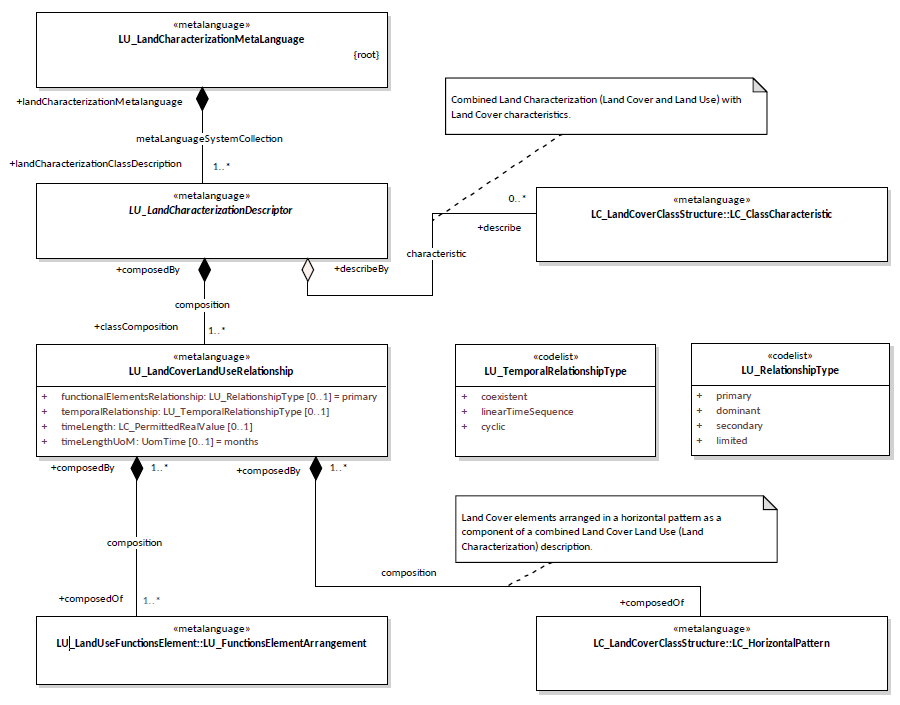 «metalanguage»
LU_LandCharacterizationMetaLanguage
{root}
+landCharacterizationMetalanguage
metaLanguageSystemCollection
+landCharacterizationClassDescription
1..*
Combined Land Characterization (Land Cover and Land Use) with
Land Cover characteristics.
«metalanguage»
LU_LandCharacterizationDescriptor
0..*
+describe
«metalanguage»
LC_LandCoverClassStructure::LC_ClassCharacteristic
characteristic
+composedBy
+describeBy
composition
+classComposition
1..*
«metalanguage»
LU_LandCoverLandUseRelationship
+ functionalElementsRelationship: LU_RelationshipType [0..1] = primary
+ temporalRelationship: LU_TemporalRelationshipType [0..1]
+ timeLength: LC_PermittedRealValue [0..1]
+ timeLengthUoM: UomTime [0..1] = months
«codelist»
LU_TemporalRelationshipType
+ coexistent
+ linearTimeSequence
+ cyclic
«codelist»
LU_RelationshipType
+ primary
+ dominant
+ secondary
+ limited
+composedBy
1..*
+composedBy
1..*
Land Cover elements arranged in a horizontal pattern as a
component of a combined Land Cover Land Use (Land
Characterization) description.
composition
composition
+composedOf
1..*
+composedOf
«metalanguage»
LU_LandUseFunctionsElement::LU_FunctionsElementArrangement
«metalanguage»
LC_LandCoverClassStructure::LC_HorizontalPattern